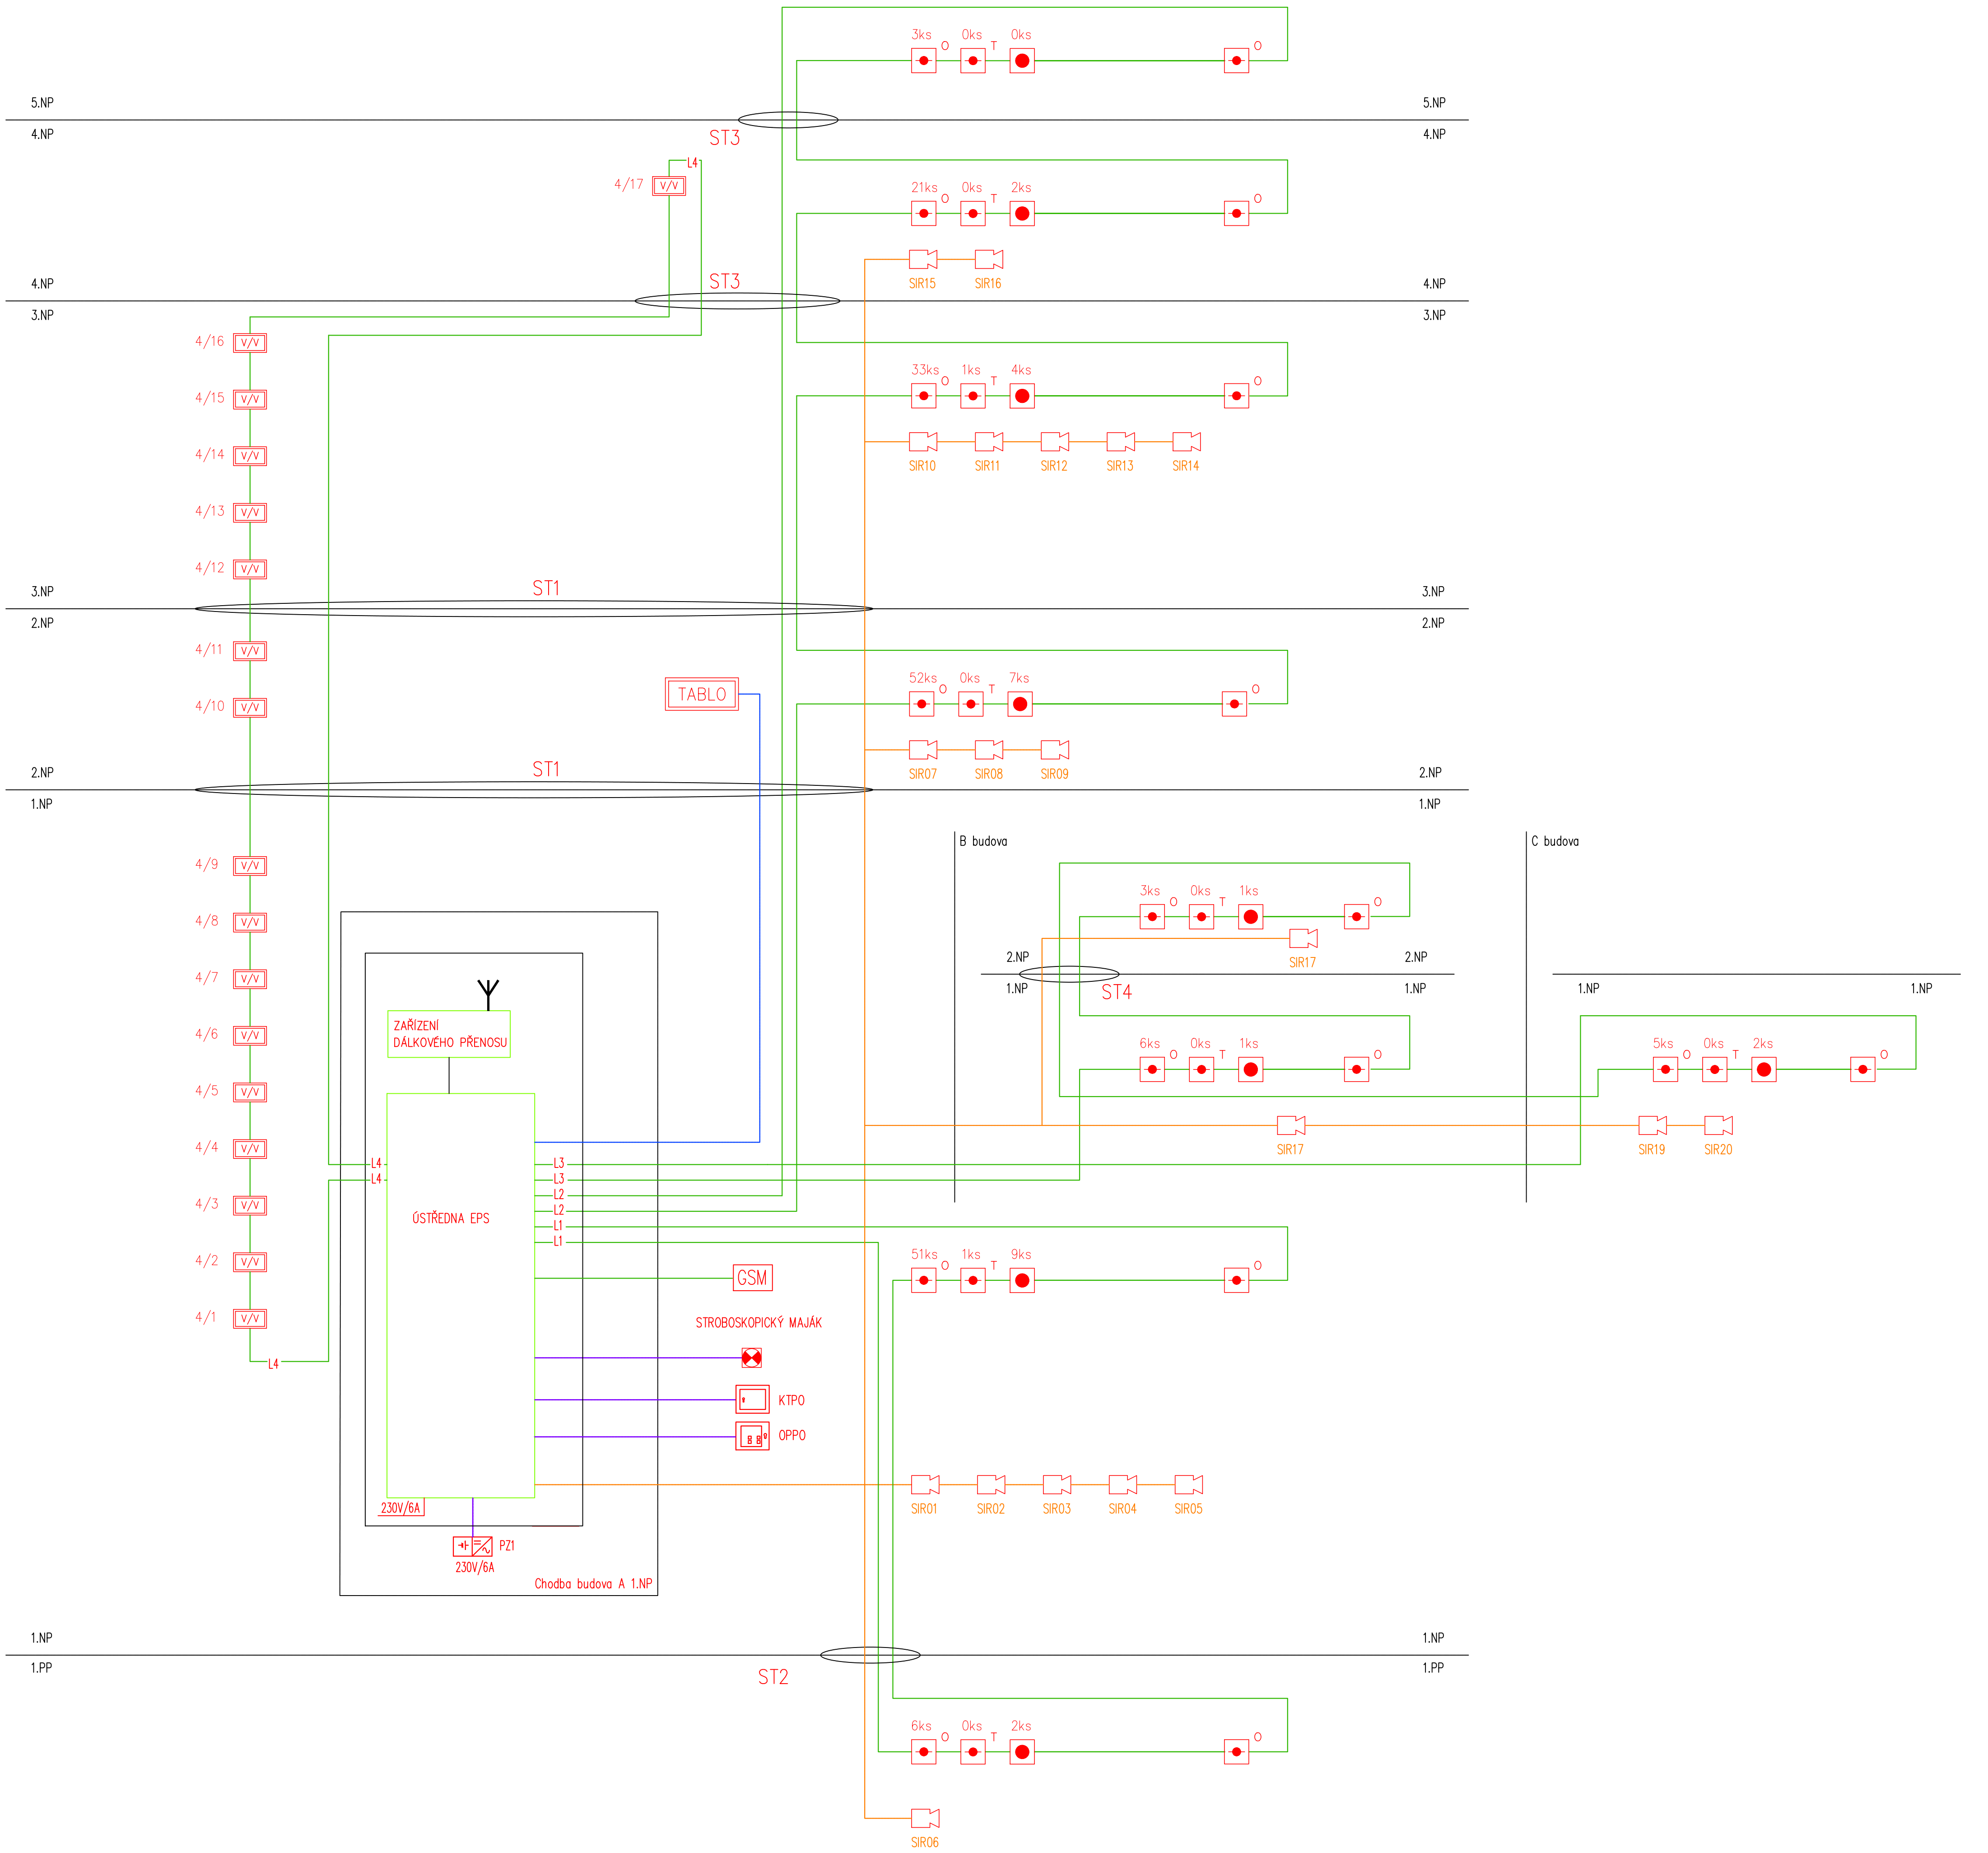 3ks
O
0ks
T
0ks
O
5.NP
5.NP
4.NP
ST3
4.NP
L4
4/17
V/V
21ks
O
0ks
T
2ks
O
SIR15
SIR16
4.NP
ST3
4.NP
3.NP
3.NP
4/16
V/V
33ks
O
1ks
T
4ks
O
4/15
V/V
4/14
V/V
SIR10
SIR11
SIR12
SIR13
SIR14
4/13
V/V
4/12
V/V
3.NP
ST1
3.NP
2.NP
2.NP
4/11
V/V
4/10
V/V
TABLO
52ks
O
0ks
T
7ks
O
SIR07
SIR08
SIR09
2.NP
ST1
2.NP
1.NP
1.NP
B budova
C budova
4/9
V/V
4/8
V/V
3ks
O
0ks
T
1ks
O
SIR17
2.NP
2.NP
4/7
V/V
1.NP
ST4
1.NP
1.NP
1.NP
ZAŘÍZENÍ
DÁLKOVÉHO PŘENOSU
4/6
V/V
6ks
O
0ks
T
1ks
O
5ks
O
0ks
T
2ks
O
4/5
V/V
4/4
V/V
SIR17
SIR19
SIR20
L4
L3
L4
L3
4/3
V/V
L2
L2
ÚSTŘEDNA EPS
L1
L1
4/2
V/V
51ks
O
1ks
T
9ks
O
GSM
4/1
V/V
STROBOSKOPICKÝ MAJÁK
L4
KTPO
OPPO
SIR01
SIR02
SIR03
SIR04
SIR05
230V/6A
PZ1
230V/6A
Chodba budova A 1.NP
1.NP
1.NP
1.PP
ST2
1.PP
6ks
O
0ks
T
2ks
O
SIR06